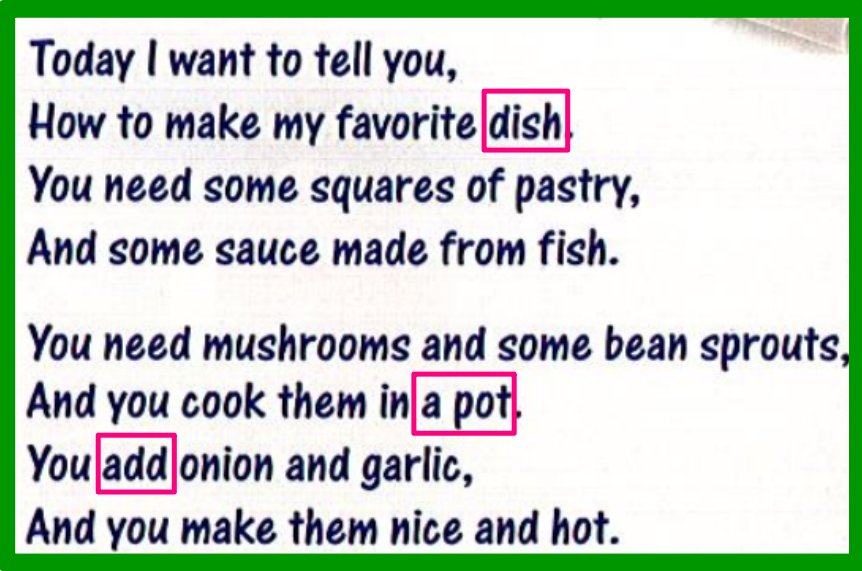 Today I want to tell you,
How to make my favorite dish.
You need some squares of pastry,
And some sauce made from fish.
You need mushrooms and some bean sprouts,
And you cook them in a pot.
You add onion and garlic,
And you make them nice and hot.